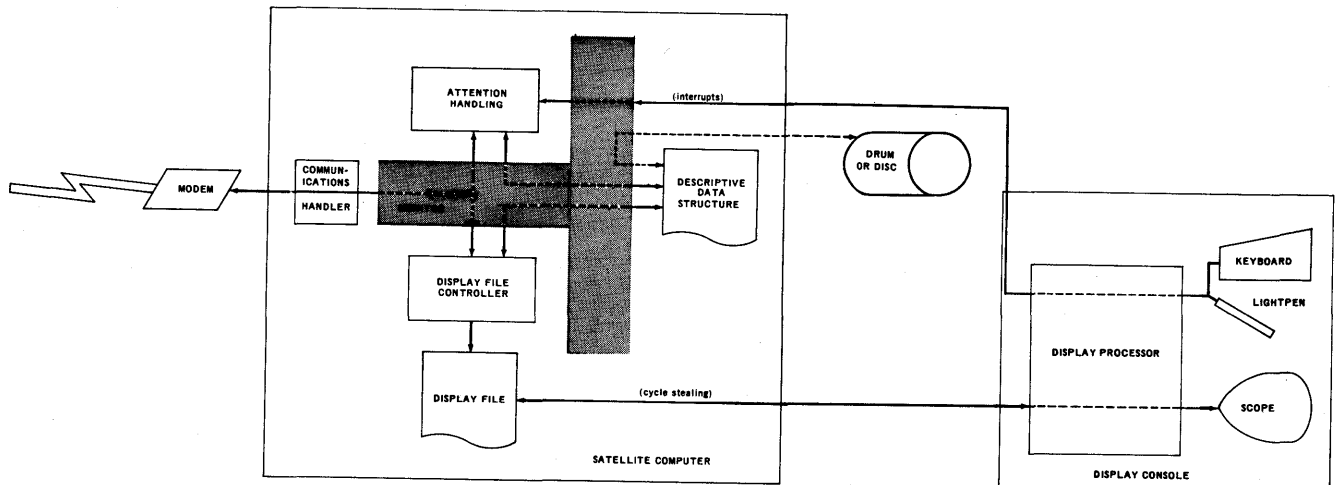 ATTENTION
HANDLING
(interrupts)
DRUM
OR DISC
COMMUN-
ICATIONS
HANDLER
MODEM
DESCRIPTIVE
DATA
STRUCTURE
DISPLAY FILE
CONTROLLER
KEYBOARD
LIGHTPEN
DISPLAY PROCESSOR
DISPLAY FILE
(cycle stealing)
SCOPE
SATELLITE COMPUTER
DISPLAY CONSOLE